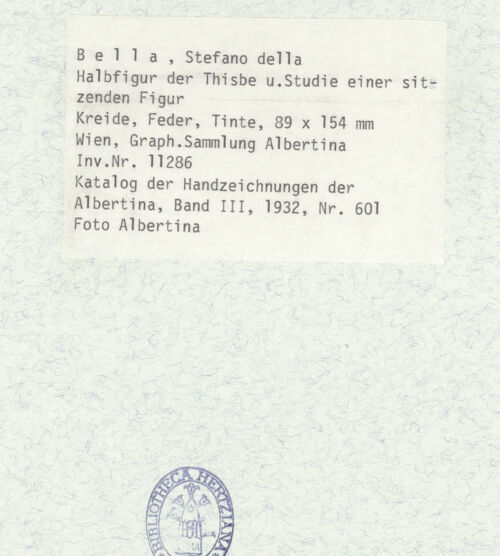 B e l l a , Stefano della
Halbfigur der Thisbe u.Studie einer sit=
zenden Figur
Kreide, Feder, Tinte, 89 x 154 mm
Wien, Graph.Sammlung Albertina
Inv.Nr. 11286
Katalog der Handzeichnungen der
Albertina, Band III, 1932, Nr. 601
Foto Albertina
BIBLIOTHECA HERTZIANA